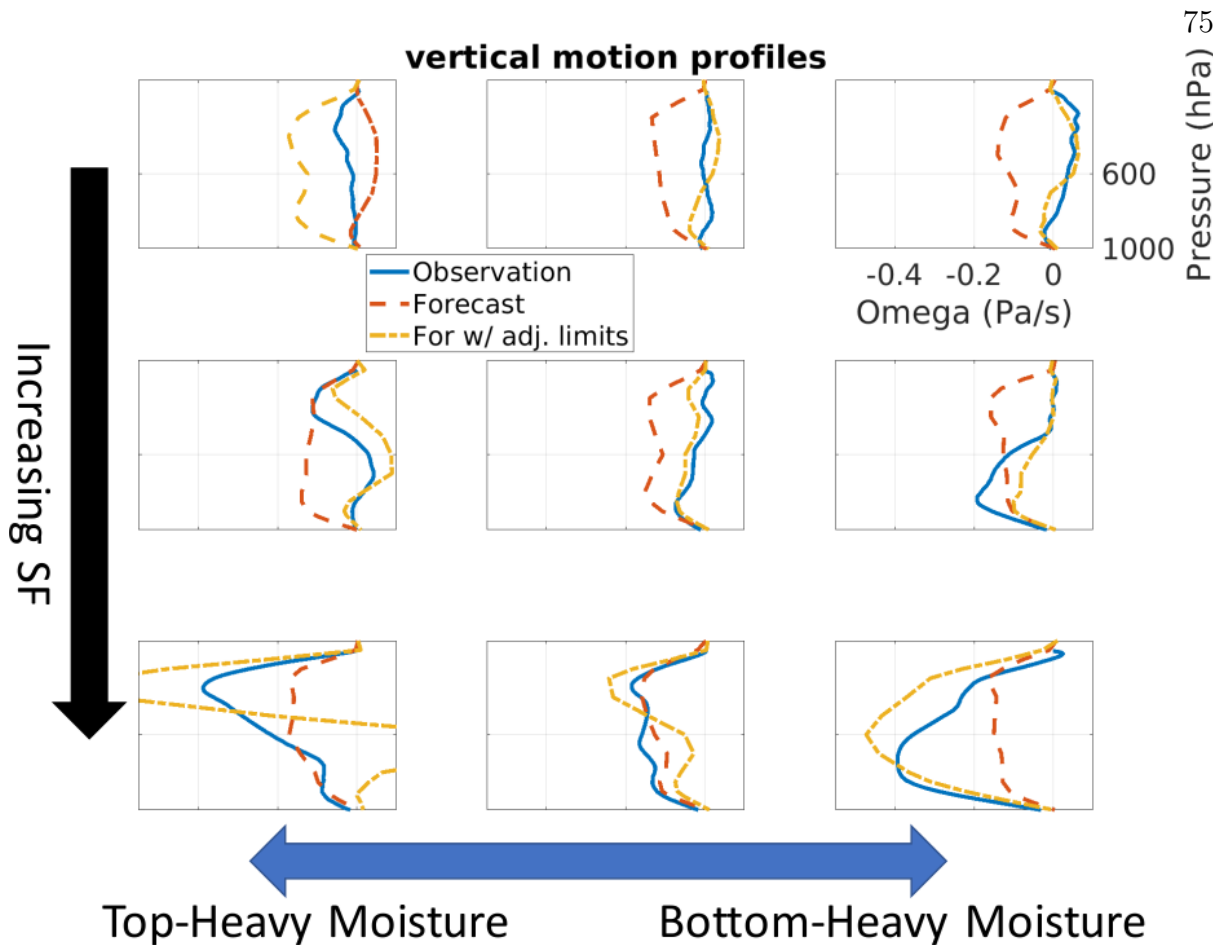 75
vertical motion profiles
Pressure (hPa)
600
1000
-0.4 -0.2 0
Omega (Pa/s)
Observation
Forecast
For w/ adj. limits
Increasing SF
Top-Heavy Moisture
Bottom-Heavy Moisture